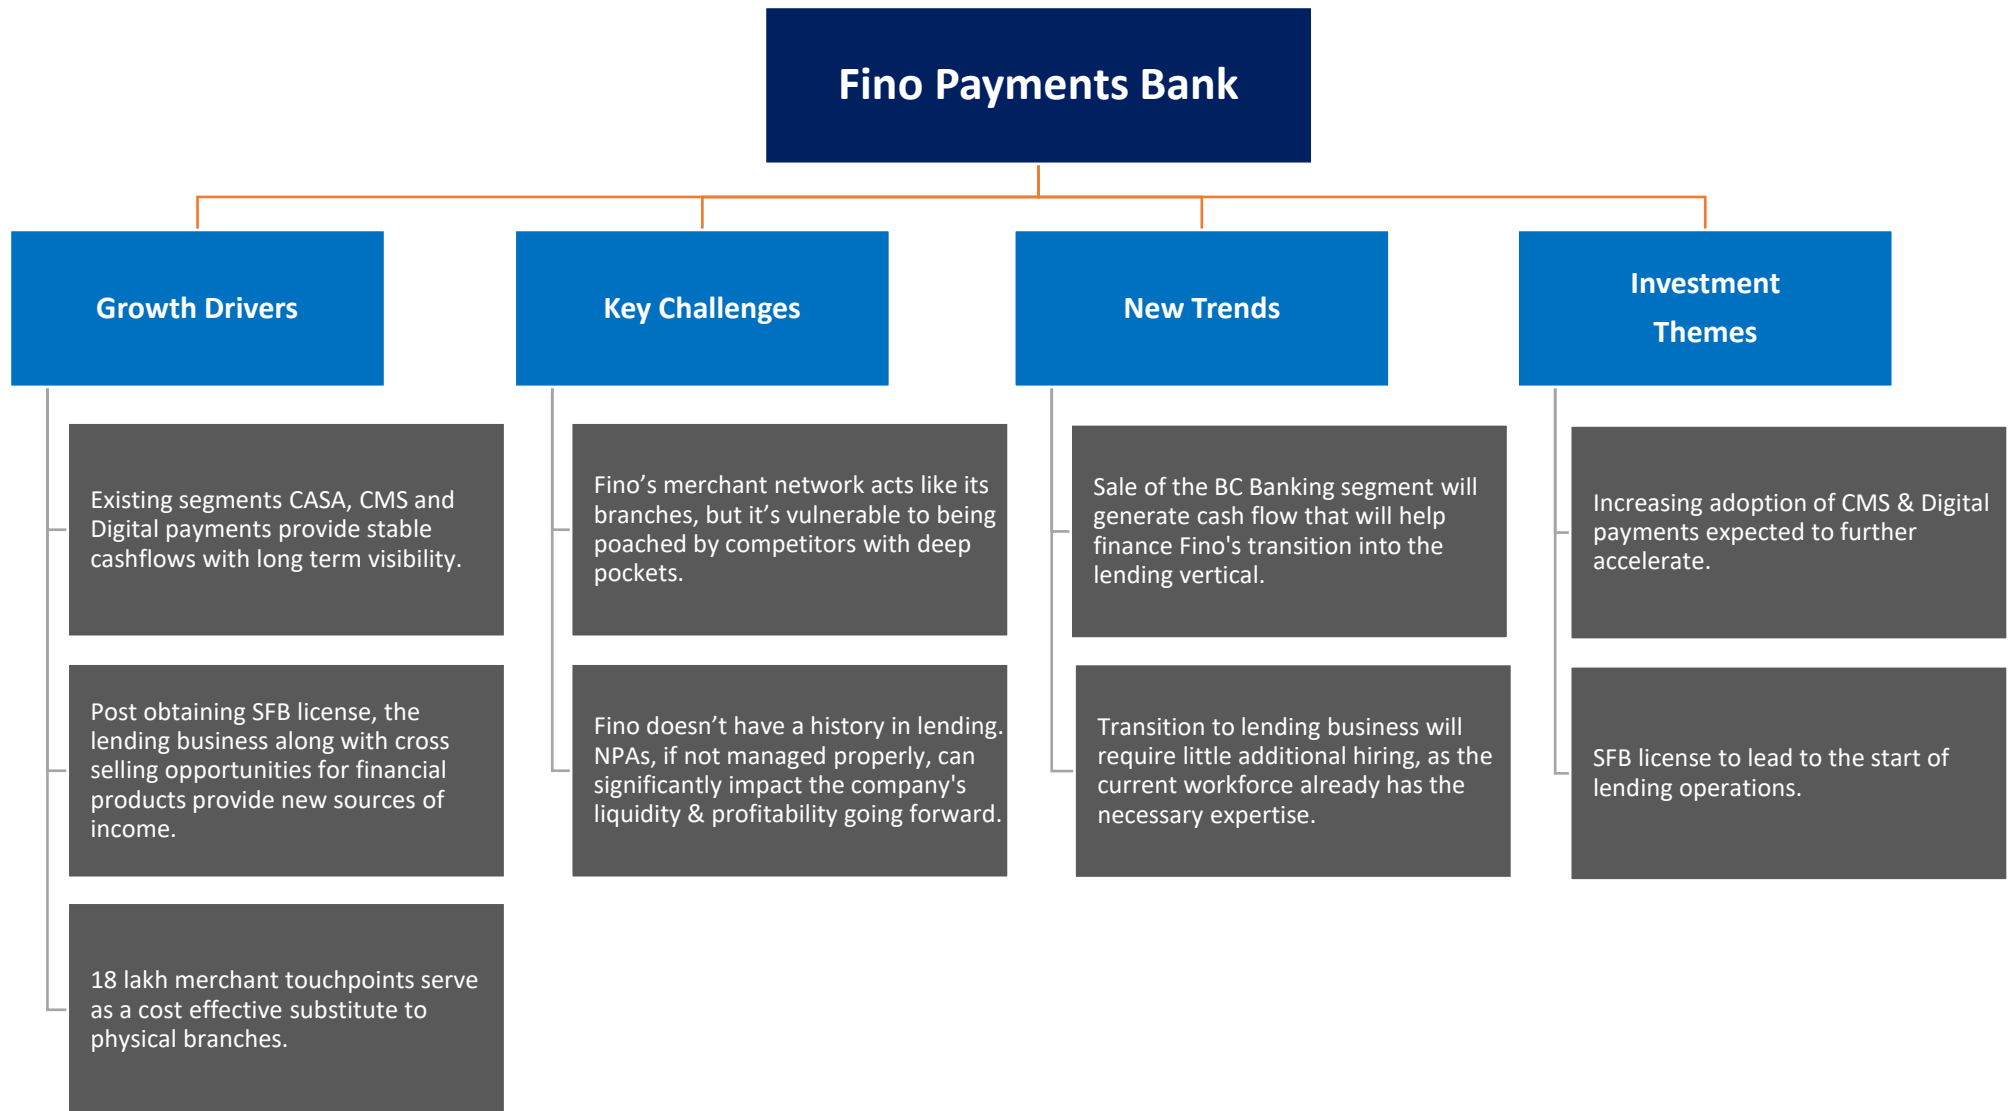 Fino Payments Bank
Growth Drivers
Existing segments CASA, CMS and
Digital payments provide stable
cashflows with long term visibility.
Post obtaining SFB license, the
lending business along with cross
selling opportunities for financial
products provide new sources of
income.
18 lakh merchant touchpoints serve
as a cost effective substitute to
physical branches.
Key Challenges
Fino’s merchant network acts like its
branches, but it’s vulnerable to being
poached by competitors with deep
pockets.
Fino doesn’t have a history in lending.
NPAs, if not managed properly, can
significantly impact the company's
liquidity & profitability going forward.
New Trends
Sale of the BC Banking segment will
generate cash flow that will help
finance Fino's transition into the
lending vertical.
Transition to lending business will
require little additional hiring, as the
current workforce already has the
necessary expertise.
Investment
Themes
Increasing adoption of CMS & Digital
payments expected to further
accelerate.
SFB license to lead to the start of
lending operations.